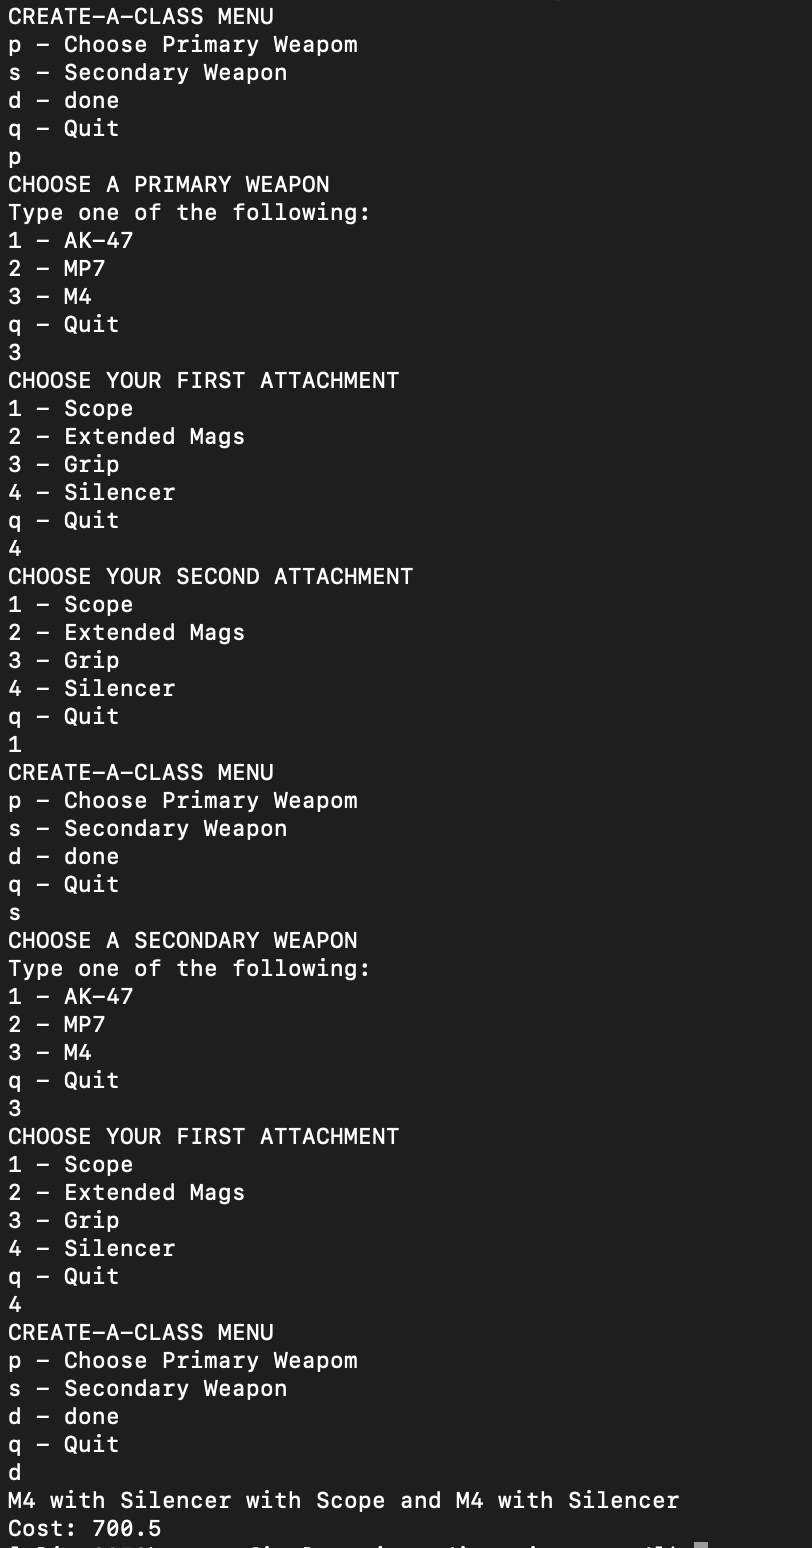 CREATE-A-CLASS MENU
p - Choose Primary Weapom
s - Secondary Weapon
d - done
q - Quit
p
CHOOSE A PRIMARY WEAPON
Type one of the following:
1 - AK-47
2 - MP7
3 - M4
q - Quit
3
CHOOSE YOUR FIRST ATTACHMENT
1 - Scope
2 - Extended Mags
3 - Grip
4 - Silencer
q - Quit
4
CHOOSE YOUR SECOND ATTACHMENT
1 - Scope
2 - Extended Mags
3 - Grip
4 - Silencer
q - Quit
1
CREATE-A-CLASS MENU
p - Choose Primary Weapom
s - Secondary Weapon
d - done
q - Quit
s
CHOOSE A SECONDARY WEAPON
Type one of the following:
1 - AK-47
2 - MP7
3 - M4
q - Quit
3
CHOOSE YOUR FIRST ATTACHMENT
1 - Scope
2 - Extended Mags
3 - Grip
4 - Silencer
q - Quit
4
CREATE-A-CLASS MENU
p - Choose Primary Weapom
s - Secondary Weapon
d - done
q - Quit
d
M4 with Silencer with Scope and M4 with Silencer
Cost: 700.5